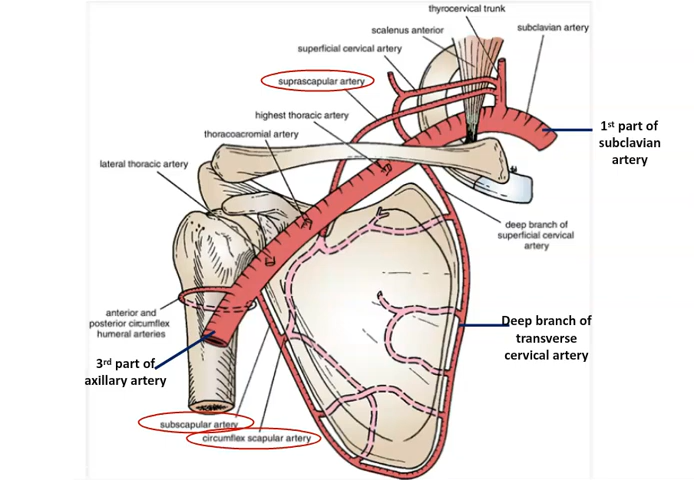 thyrocervical trunk
scalenus anterior
subclavian artery
superficial cervical artery
suprascapular artery
highest thoracic artery
1st part of
subclavian
artery
thoracoacromial artery
lateral thoracic artery
deep branch of
superficial cervical
artery
anterior and
posterior circumflex
humeral arteries
Deep branch of
transverse
cervical artery
3rd part of
axillary artery
subscapular artery
circumflex scapular artery